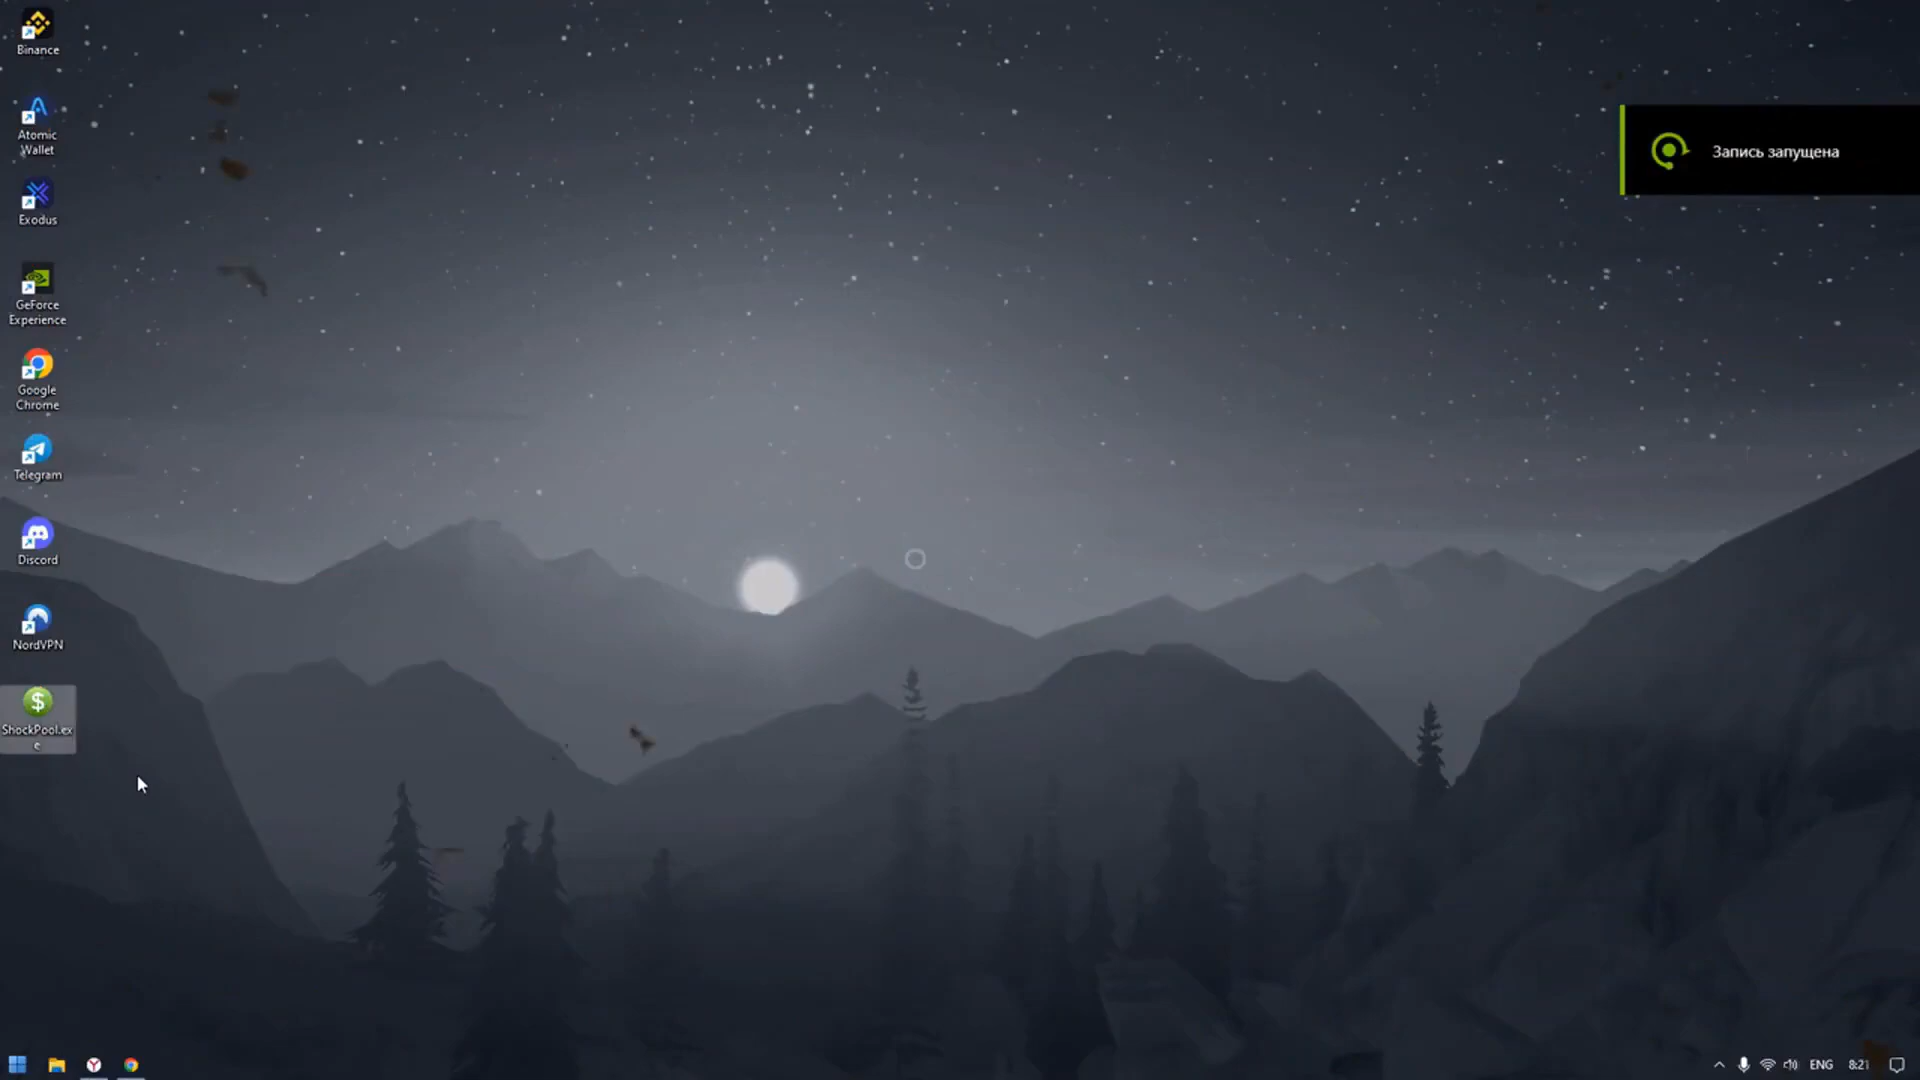 Binance
Atomic
Wallet
Exodus
GeForce
Experience
Google
Chrome
Telegram
Discord
NordVPN
$
ShockPool.ex
e
Запись запущена
ENG
8:21